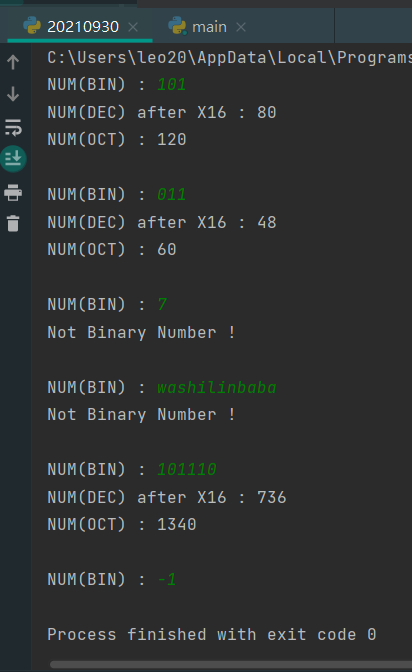 20210930 × main ×
C:\Users\leo20\AppData\Local\Programs
NUM(BIN) : 101
NUM(DEC) after X16 : 80
NUM(OCT) : 120
NUM(BIN) : 011
NUM(DEC) after X16 : 48
NUM(OCT) : 60
NUM(BIN) : 7
Not Binary Number !
NUM(BIN) : washilinbaba
Not Binary Number !
NUM(BIN) : 101110
NUM(DEC) after X16 : 736
NUM(OCT) : 1340
NUM(BIN) : -1
Process finished with exit code 0